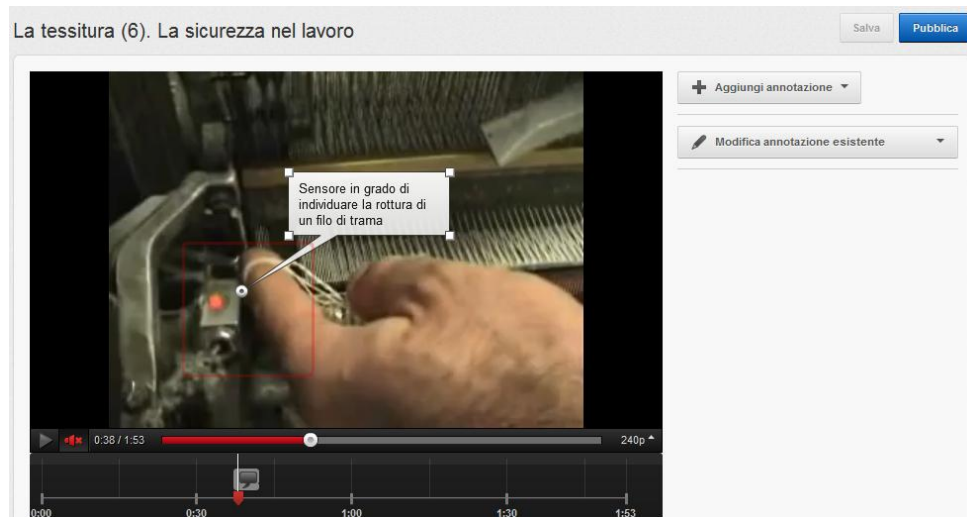 La tessitura (6). La sicurezza nel lavoro
Salva
Pubblica
Aggiungi annotazione
Modifica annotazione esistente
Sensore in grado di
individuare la rottura di
un filo di trama
0:38 / 1:53
240p
0:00
0:30
1:00
1:30
1:53